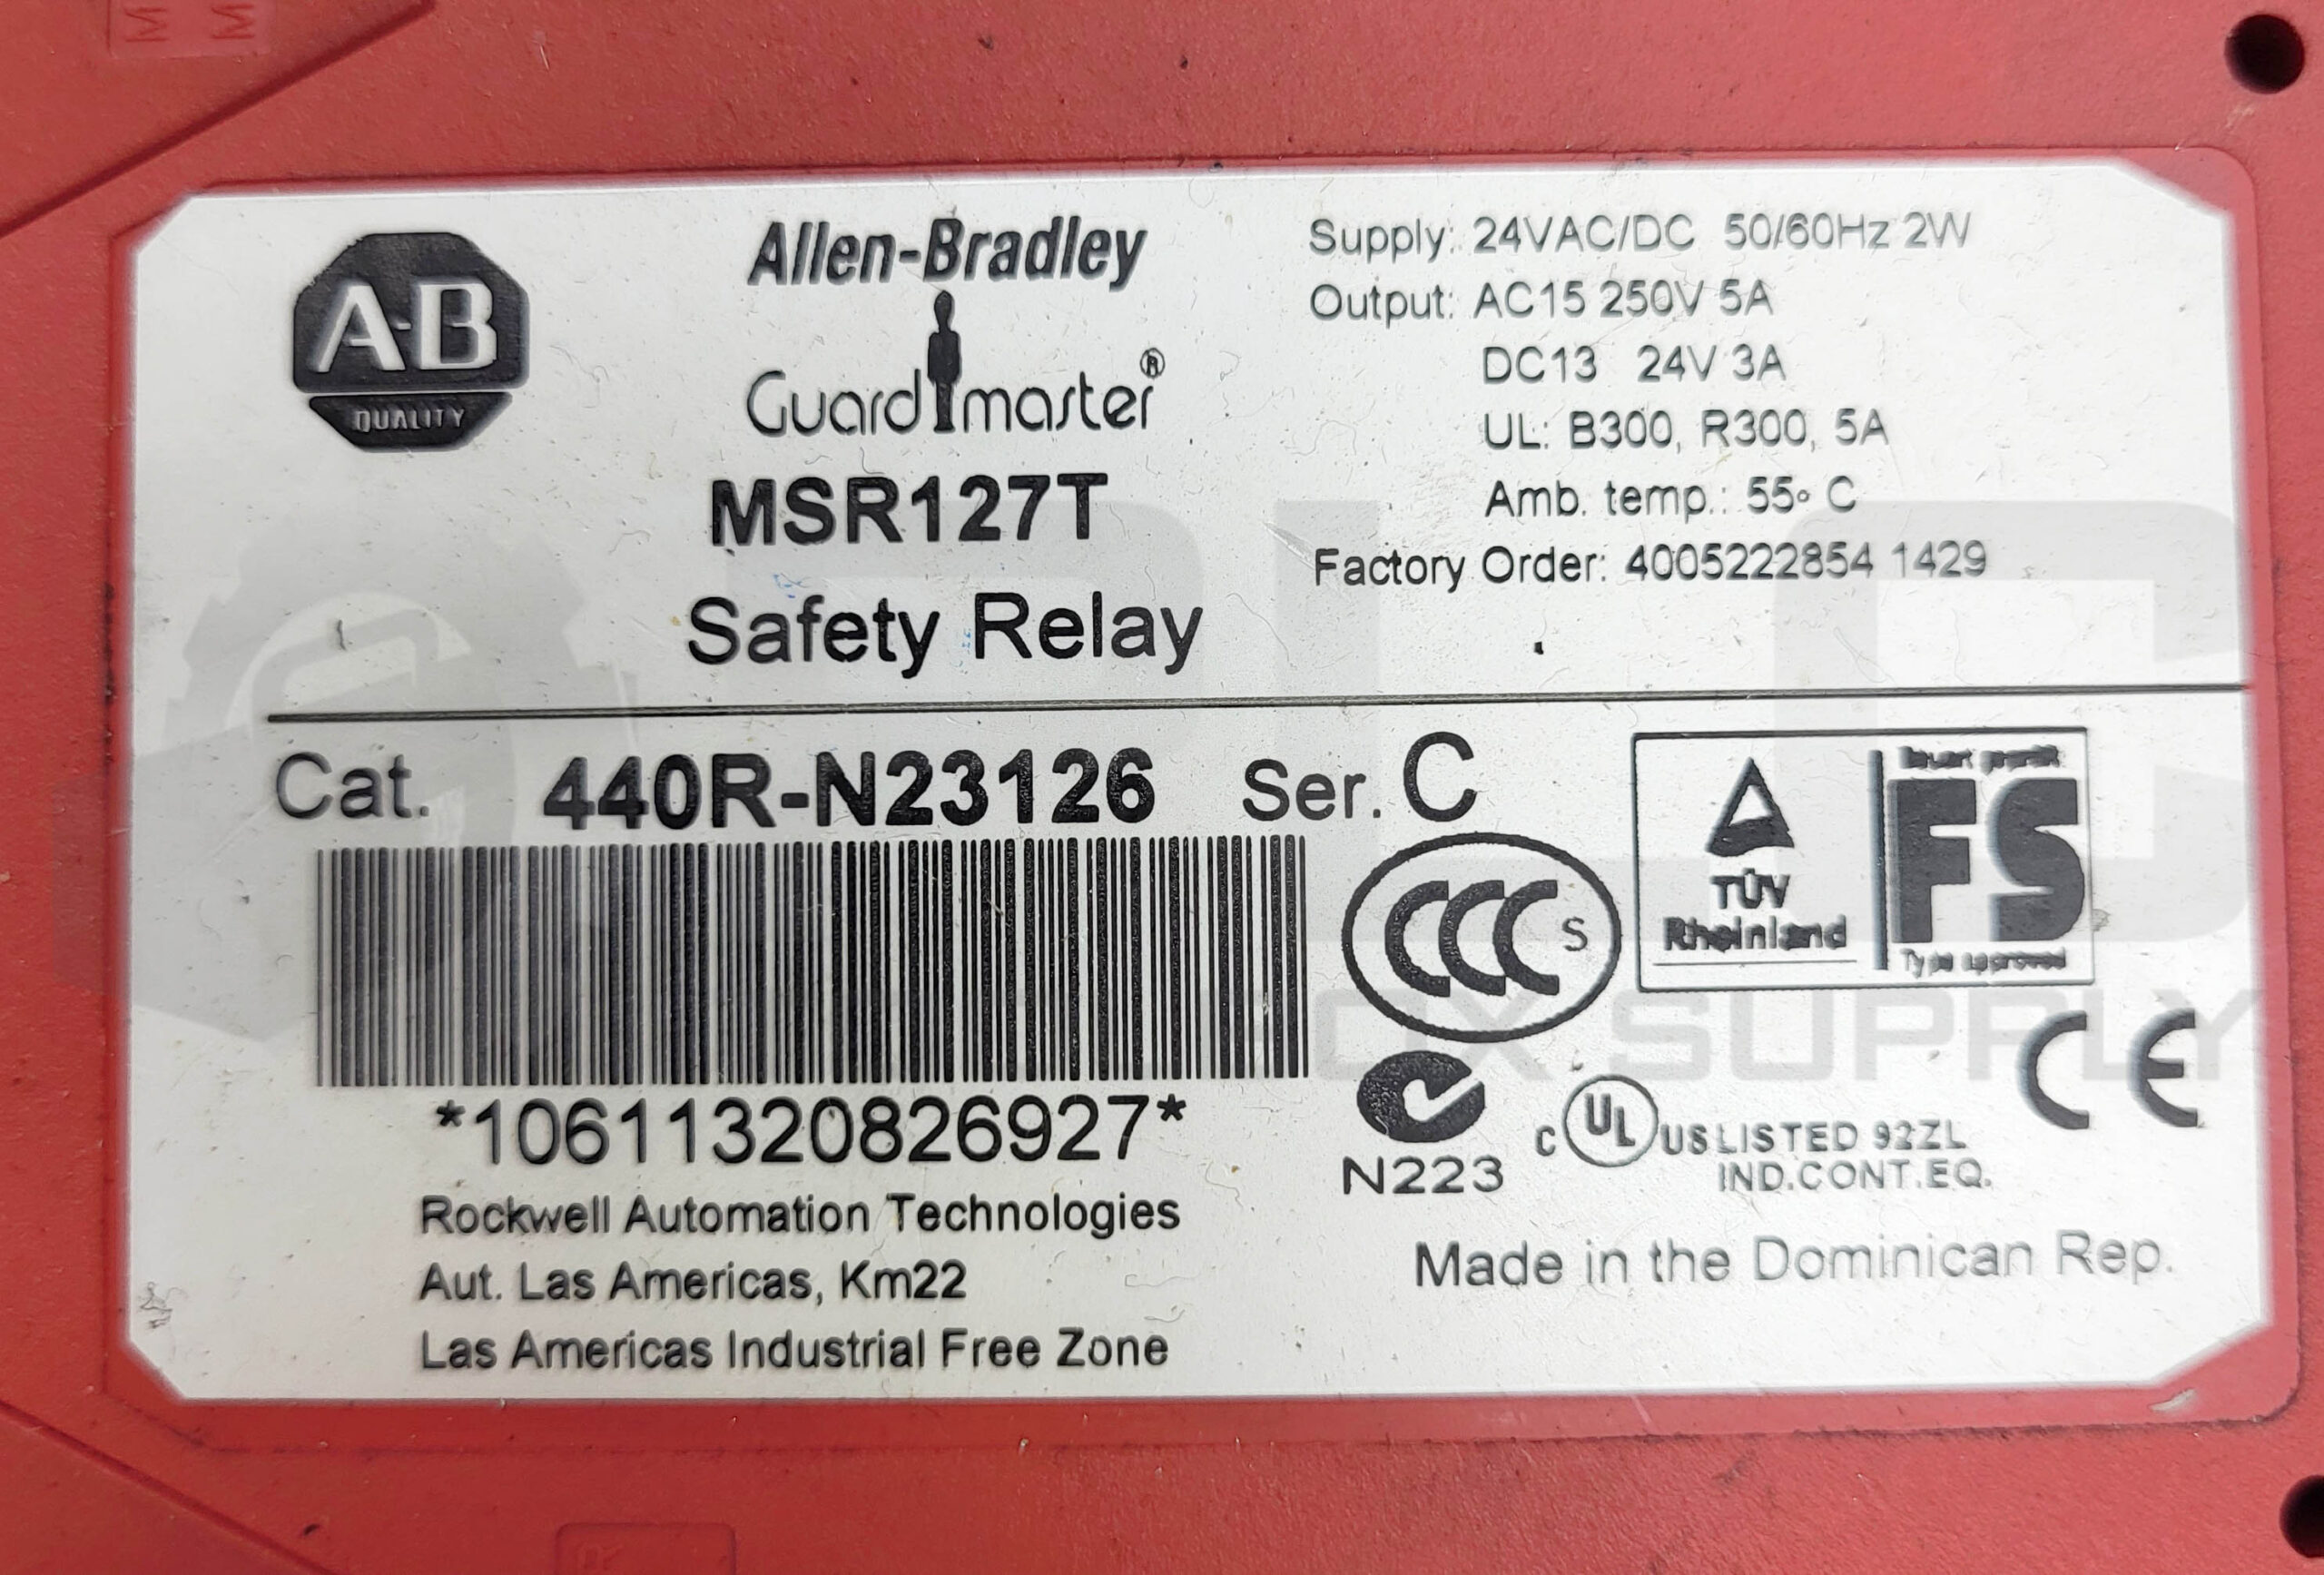 A-B
QUALITY
Allen-Bradley
Guardmaster®
MSR127T
Safety Relay
Supply: 24VAC/DC 50/60Hz 2W
Output: AC15 250V 5A
DC13 24V 3A
UL: B300, R300, 5A
Amb. temp.: 55° C
Factory Order: 4005222854 1429
Cat. 440R-N23126 Ser. C
*10611320826927*
Rockwell Automation Technologies
Aut. Las Americas, Km22
Las Americas Industrial Free Zone
CCC S
TÜV
Rheinland
Bauart geprüft
FS
Type approved
CE
N223
C UL US LISTED 92ZL
IND.CONT.EQ.
Made in the Dominican Rep.
SUPPLY